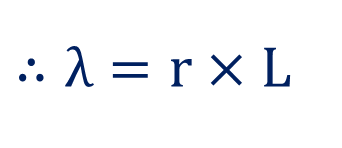 ∴ λ = r × L